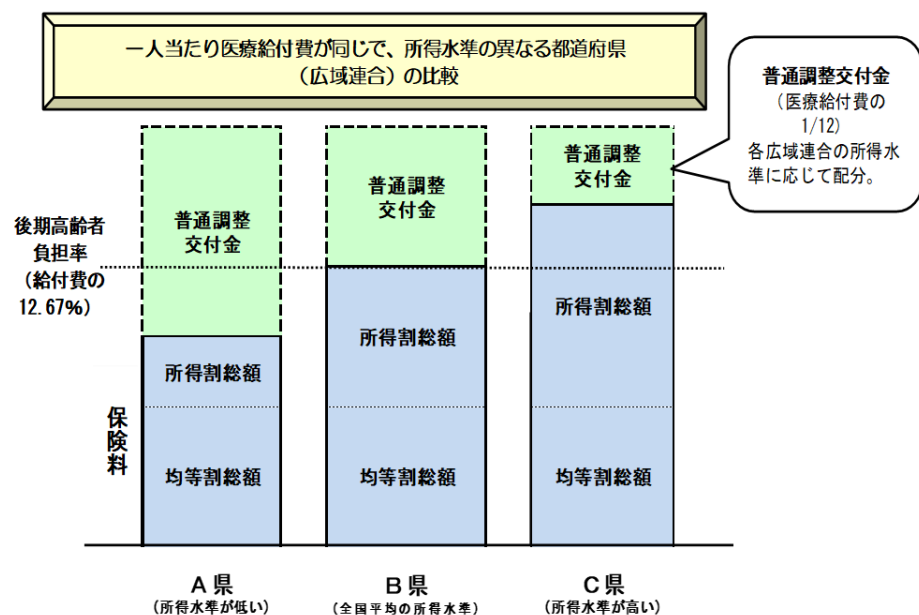 一人当たり医療給付費が同じで、所得水準の異なる都道府県
（広域連合）の比較
普通調整交付金
（医療給付費の
1/12）
各広域連合の所得水
準に応じて配分。
後期高齢者
負担率
（給付費の
12.67%）
保険料
普通調整
交付金
所得割総額
均等割総額
普通調整
交付金
所得割総額
均等割総額
普通調整
交付金
所得割総額
均等割総額
A県
（所得水準が低い）
B県
（全国平均の所得水準）
C県
（所得水準が高い）